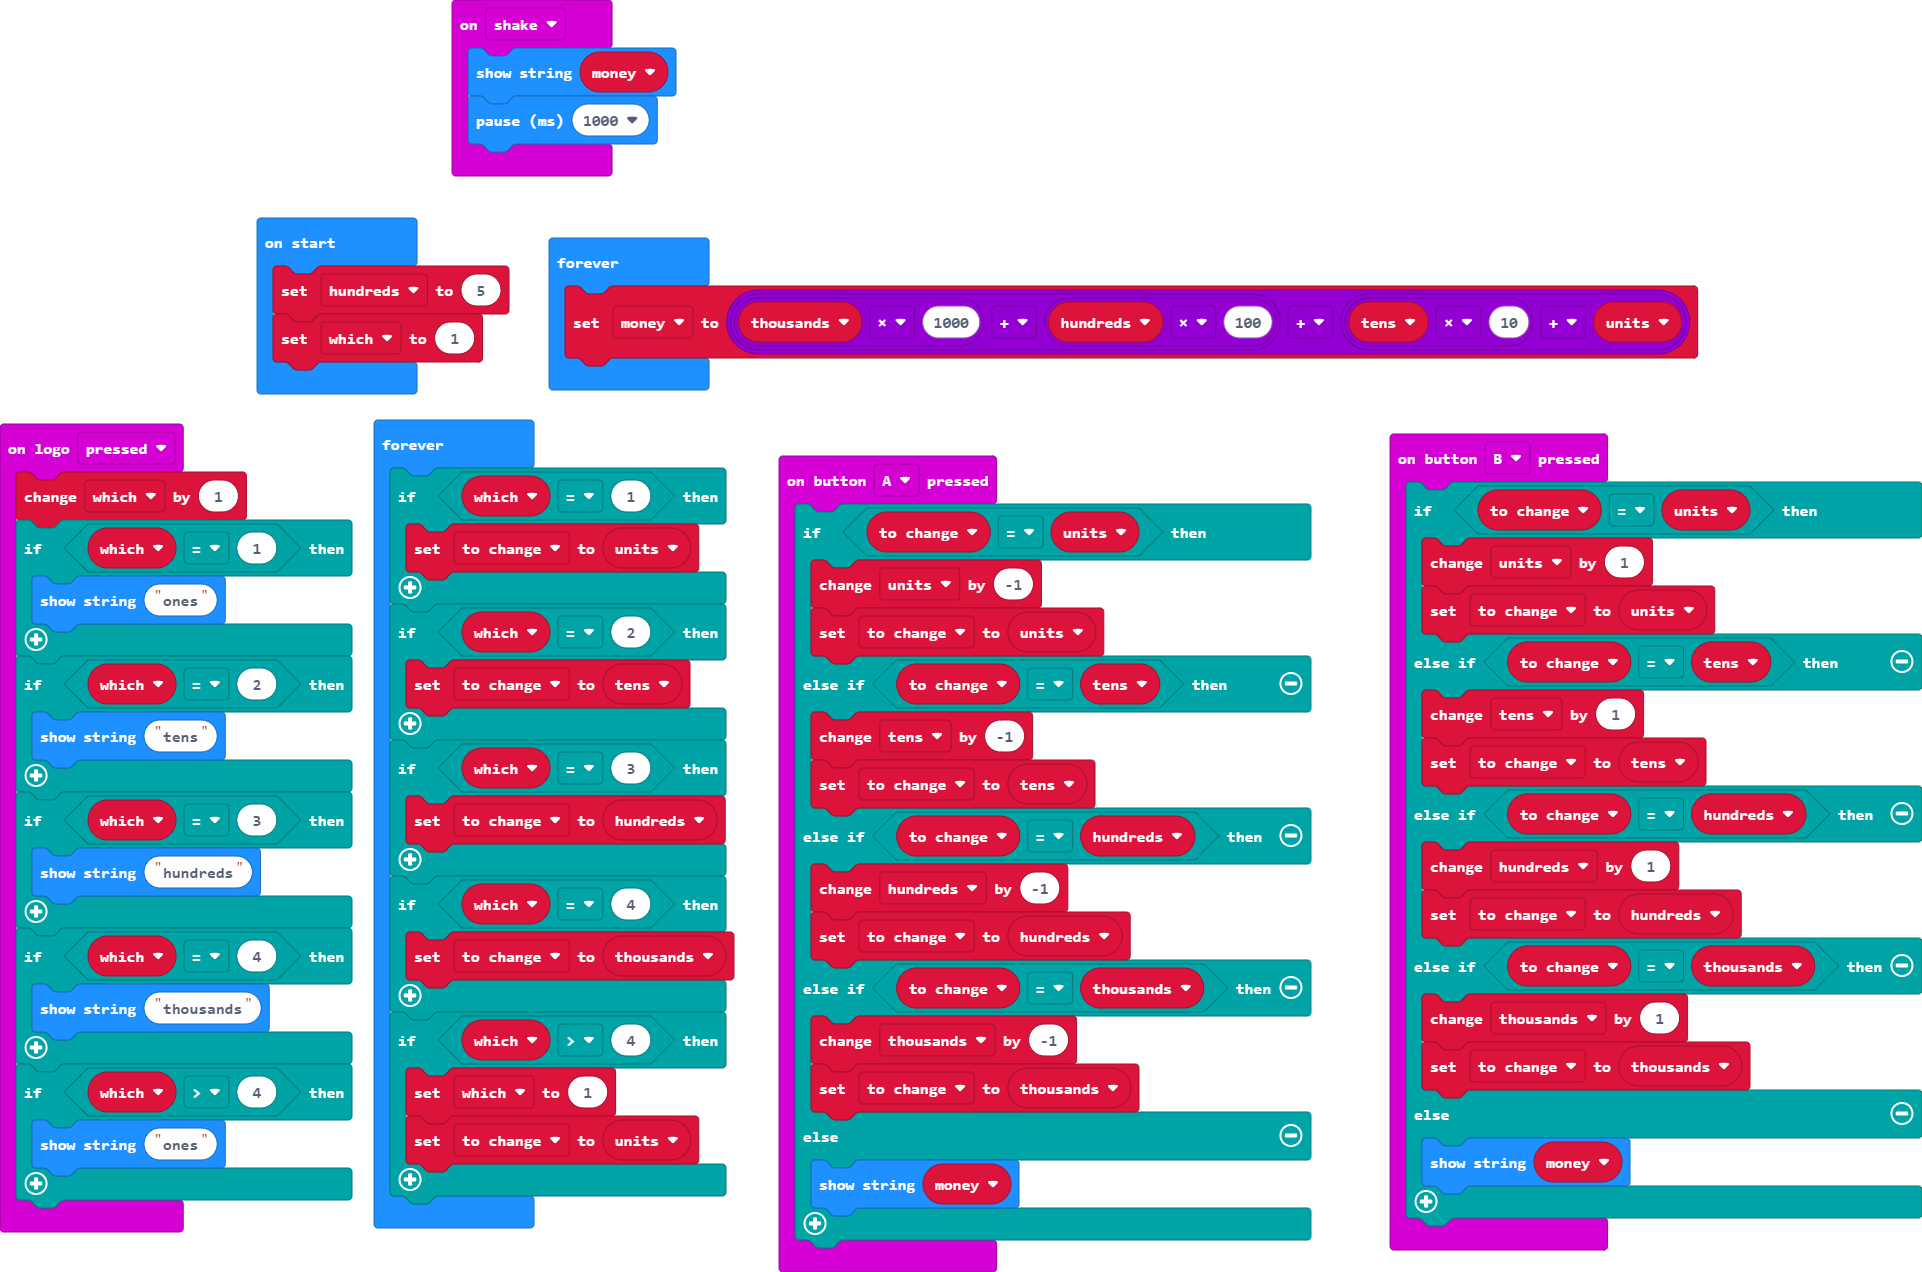 on shake
show string money
pause (ms) 1000
on start
set hundreds to 5
set which to 1
forever
set money to thousands × 1000 + hundreds × 100 + tens × 10 + units
on logo pressed
change which by 1
if which = 1 then
show string "ones"
if which = 2 then
show string "tens"
if which = 3 then
show string "hundreds"
if which = 4 then
show string "thousands"
if which > 4 then
show string "ones"
forever
if which = 1 then
set to change to units
if which = 2 then
set to change to tens
if which = 3 then
set to change to hundreds
if which = 4 then
set to change to thousands
if which > 4 then
set which to 1
set to change to units
on button A pressed
if to change = units then
change units by -1
set to change to units
else if to change = tens then
change tens by -1
set to change to tens
else if to change = hundreds then
change hundreds by -1
set to change to hundreds
else if to change = thousands then
change thousands by -1
set to change to thousands
else
show string money
on button B pressed
if to change = units then
change units by 1
set to change to units
else if to change = tens then
change tens by 1
set to change to tens
else if to change = hundreds then
change hundreds by 1
set to change to hundreds
else if to change = thousands then
change thousands by 1
set to change to thousands
else
show string money